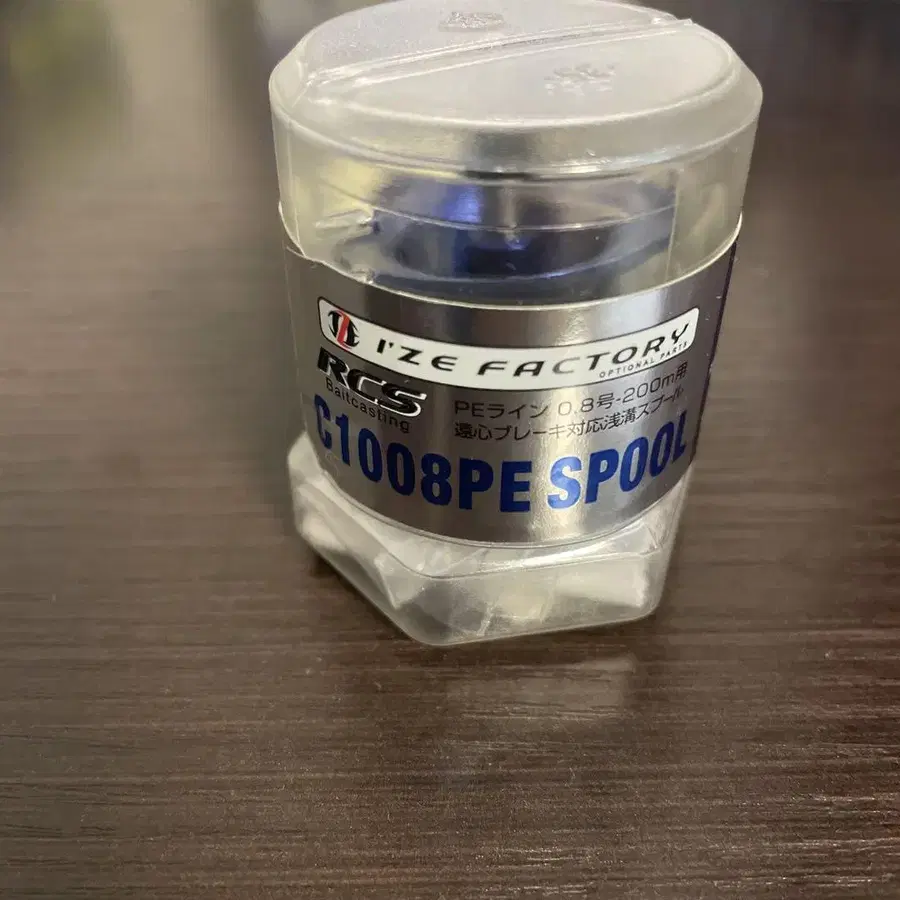 I'ZE FACTORY
OPTIONAL PARTS
RCS
Baitcasting
PEライン 0.8号-200m用
遠心ブレーキ対応浅溝スプール
C1008PE SPOOL